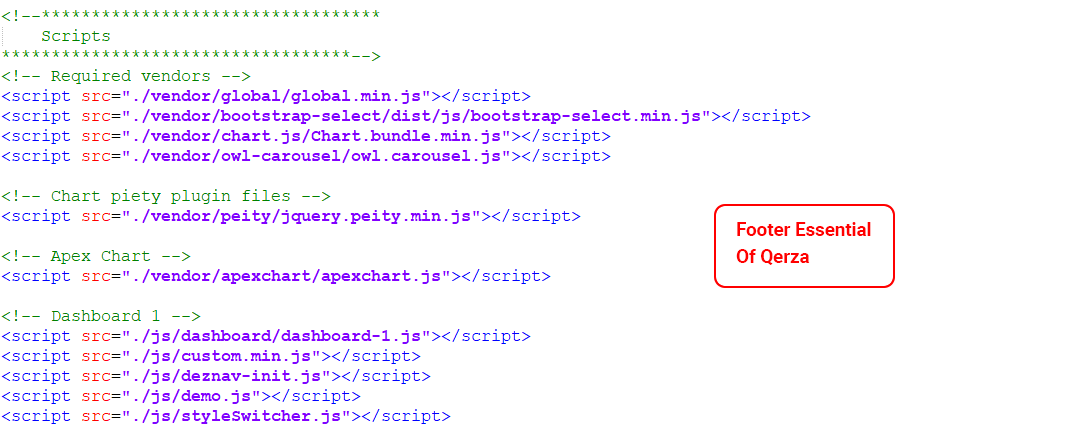 <!--**********************************
    Scripts
***********************************-->
<!-- Required vendors -->
<script src="./vendor/global/global.min.js"></script>
<script src="./vendor/bootstrap-select/dist/js/bootstrap-select.min.js"></script>
<script src="./vendor/chart.js/Chart.bundle.min.js"></script>
<script src="./vendor/owl-carousel/owl.carousel.js"></script>
<!-- Chart piety plugin files -->
<script src="./vendor/peity/jquery.peity.min.js"></script>
<!-- Apex Chart -->
<script src="./vendor/apexchart/apexchart.js"></script>
<!-- Dashboard 1 -->
<script src="./js/dashboard/dashboard-1.js"></script>
<script src="./js/custom.min.js"></script>
<script src="./js/deznav-init.js"></script>
<script src="./js/demo.js"></script>
<script src="./js/styleSwitcher.js"></script>
Footer Essential
Of Qerza